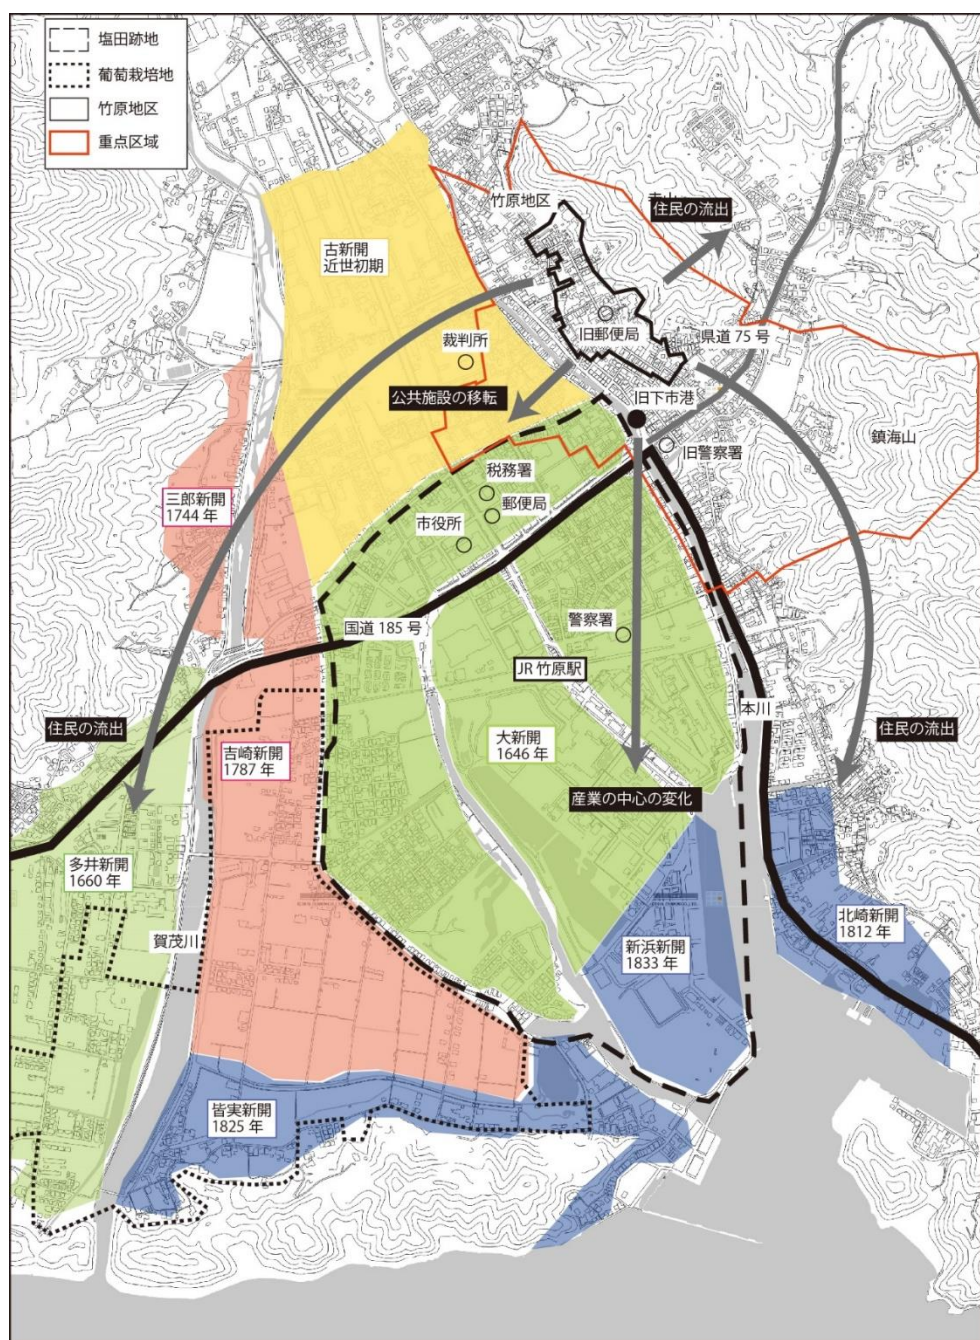 塩田跡地
葡萄栽培地
竹原地区
重点区域
竹原地区
住民の流出
古新開
近世初期
旧郵便局
裁判所
県道 75 号
公共施設の移転
旧下市港
鎮海山
旧警察署
税務署
三郎新開
1744 年
郵便局
市役所
国道 185 号
警察署
JR 竹原駅
本川
住民の流出
大新開
1646 年
住民の流出
吉崎新開
1787 年
産業の中心の変化
多井新開
1660 年
北崎新開
1812 年
賀茂川
新浜新開
1833 年
皆実新開
1825 年